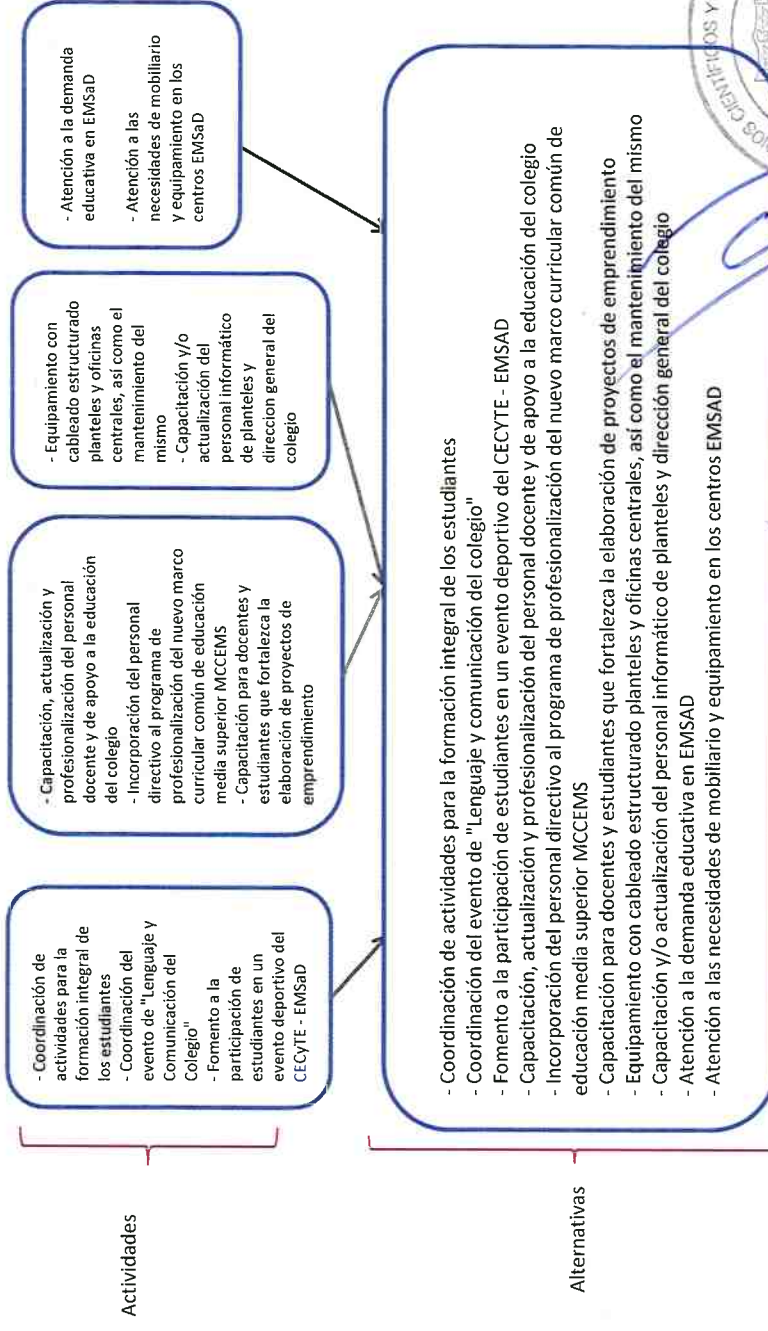 Actividades
- Coordinación de
actividades para la
formación integral de
los estudiantes
- Coordinación del
evento de "Lenguaje y
Comunicación del
Colegio"
- Fomento a la
participación de
estudiantes en un
evento deportivo del
CECyTE - EMSaD
- Capacitación, actualización y
profesionalización del personal
docente y de apoyo a la educación
del colegio
- Incorporación del personal
directivo al programa de
profesionalización del nuevo marco
curricular común de educación
media superior MCCEMS
- Capacitación para docentes y
estudiantes que fortalezca la
elaboración de proyectos de
emprendimiento
- Equipamiento con
cableado estructurado
planteles y oficinas
centrales, así como el
mantenimiento del
mismo
- Capacitación y/o
actualización del
personal informático
de planteles y
direccion general del
colegio
- Atención a la demanda
educativa en EMSaD
- Atención a las
necesidades de mobiliario
y equipamiento en los
centros EMSaD
Alternativas
- Coordinación de actividades para la formación integral de los estudiantes
- Coordinación del evento de "Lenguaje y comunicación del colegio"
- Fomento a la participación de estudiantes en un evento deportivo del CECYTE - EMSAD
- Capacitación, actualización y profesionalización del personal docente y de apoyo a la educación del colegio
- Incorporación del personal directivo al programa de profesionalización del nuevo marco curricular común de
educación media superior MCCEMS
- Capacitación para docentes y estudiantes que fortalezca la elaboración de proyectos de emprendimiento
- Equipamiento con cableado estructurado planteles y oficinas centrales, así como el mantenimiento del mismo
- Capacitación y/o actualización del personal informático de planteles y dirección general del colegio
- Atención a la demanda educativa en EMSAD
- Atención a las necesidades de mobiliario y equipamiento en los centros EMSAD
CIENTÍFICOS Y